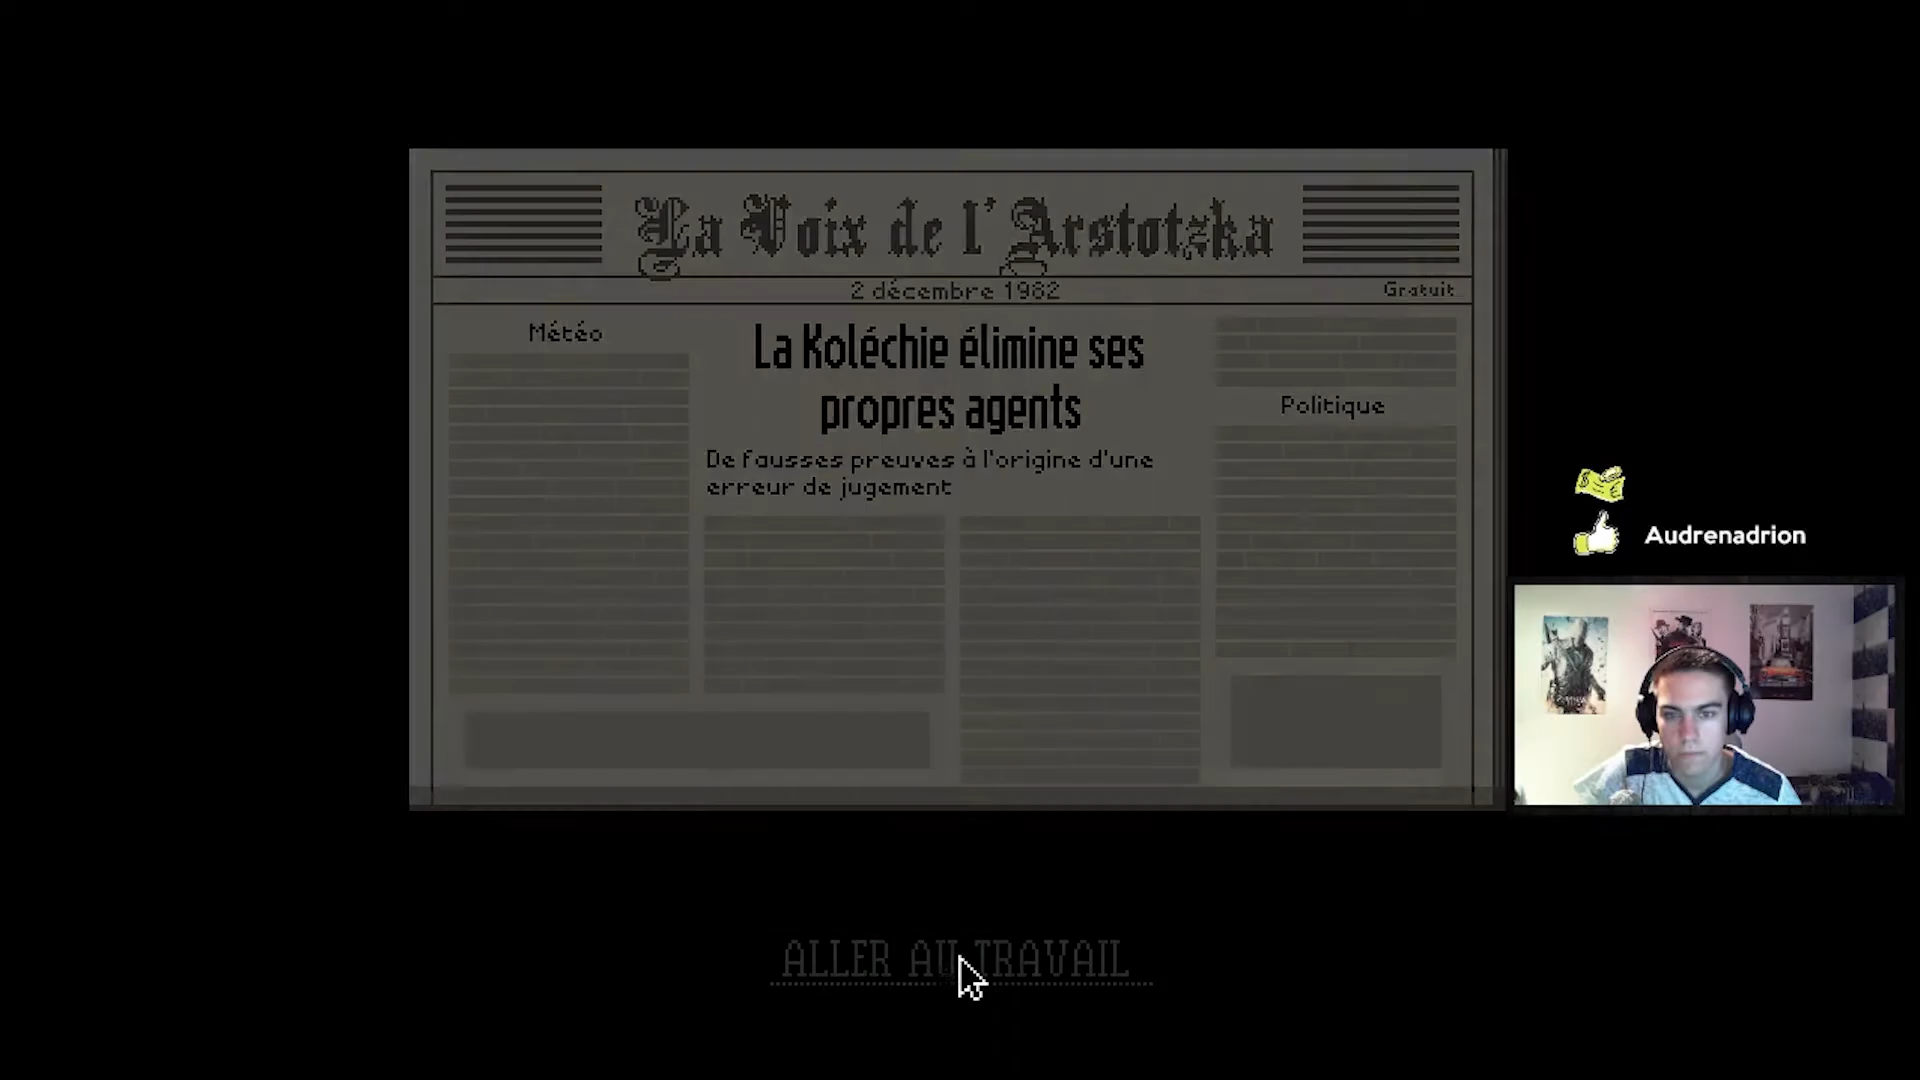 La Voix de l'Arstotzka
2 décembre 1982
Gratuit
Météo
La Koléchie élimine ses
propres agents
De fausses preuves à l'origine d'une
erreur de jugement
Politique
Audrenadrion
ALLER AU TRAVAIL